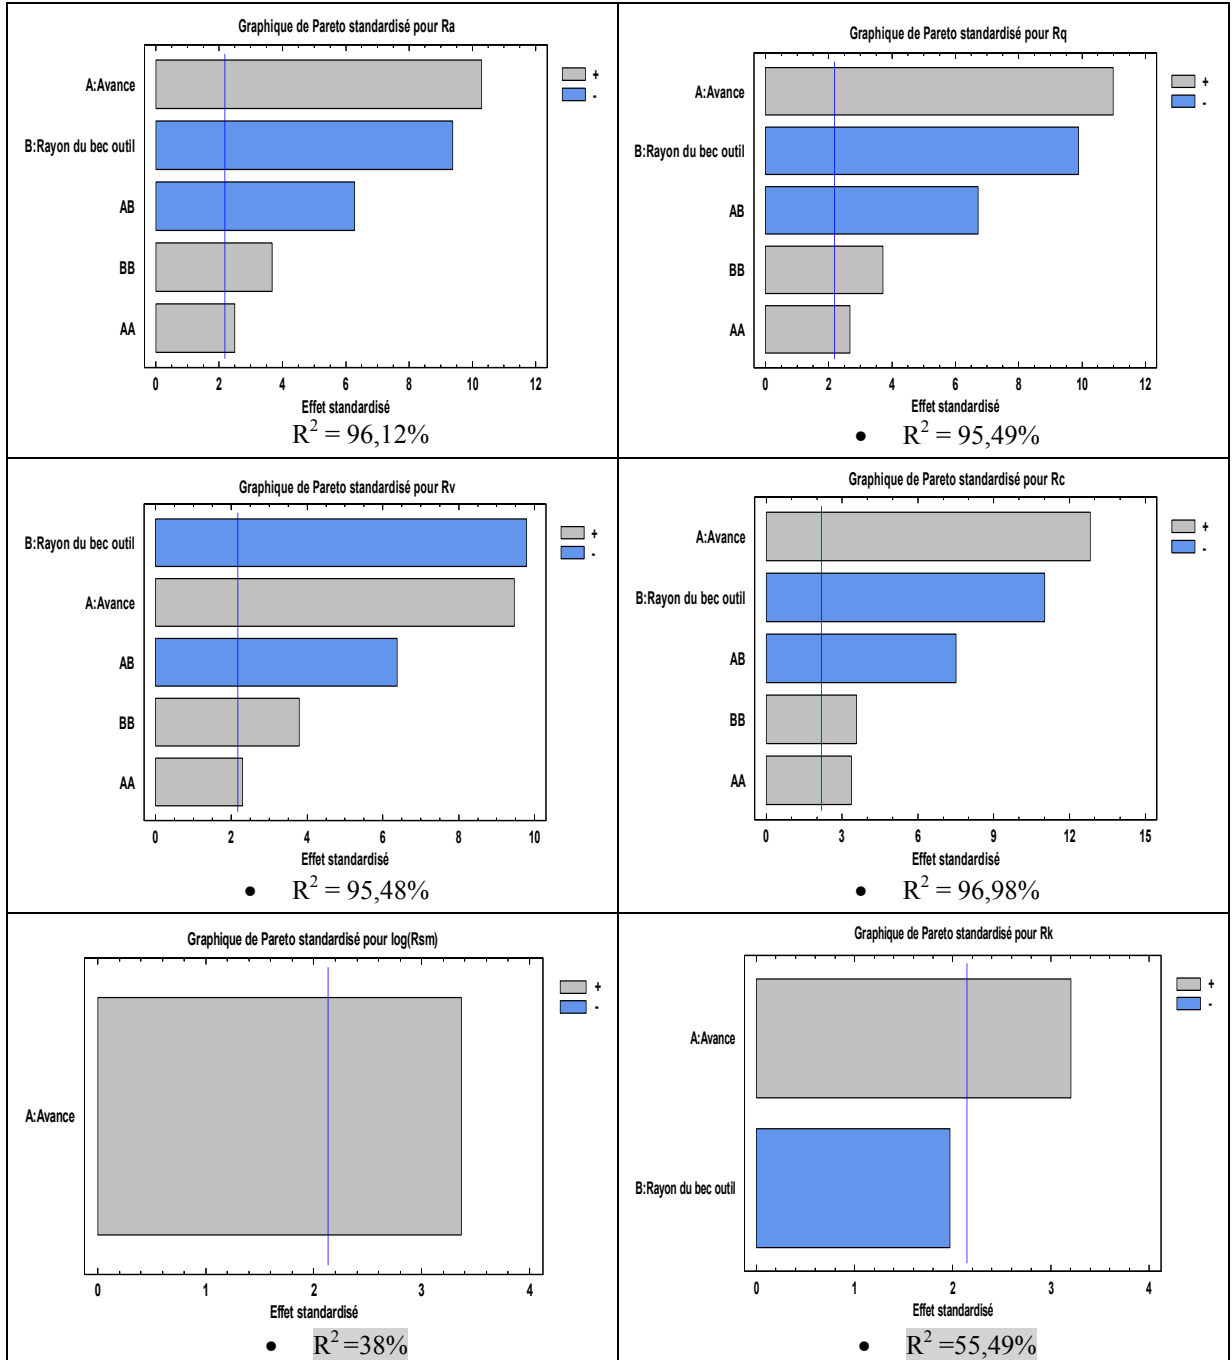 Graphique de Pareto standardisé pour Ra
+
-
A:Avance
B:Rayon du bec outil
AB
BB
AA
0 2 4 6 8 10 12
Effet standardisé
R² = 96,12%
Graphique de Pareto standardisé pour Rq
+
-
A:Avance
B:Rayon du bec outil
AB
BB
AA
0 2 4 6 8 10 12
Effet standardisé
• R² = 95,49%
Graphique de Pareto standardisé pour Rv
+
-
B:Rayon du bec outil
A:Avance
AB
BB
AA
0 2 4 6 8 10
Effet standardisé
• R² = 95,48%
Graphique de Pareto standardisé pour Rc
+
-
A:Avance
B:Rayon du bec outil
AB
BB
AA
0 3 6 9 12 15
Effet standardisé
• R² = 96,98%
Graphique de Pareto standardisé pour log(Rsm)
+
-
A:Avance
0 1 2 3 4
Effet standardisé
• R² =38%
Graphique de Pareto standardisé pour Rk
+
-
A:Avance
B:Rayon du bec outil
0 1 2 3 4
Effet standardisé
• R² =55,49%